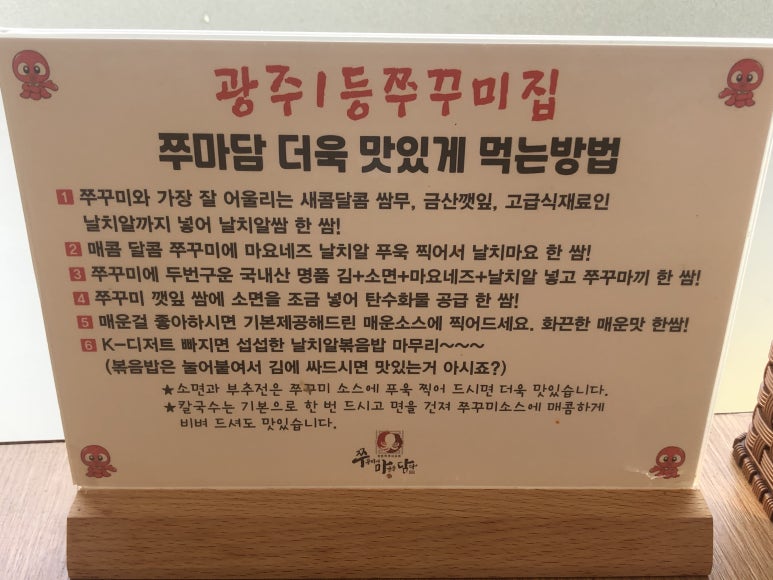 광주1등쭈꾸미집
쭈마담 더욱 맛있게 먹는방법
1 쭈꾸미와 가장 잘 어울리는 새콤달콤 쌈무, 금산깻잎, 고급식재료인
날치알까지 넣어 날치알쌈 한 쌈!
2 매콤 달콤 쭈꾸미에 마요네즈 날치알 푸욱 찍어서 날치마요 한 쌈!
3 쭈꾸미에 두번구운 국내산 명품 김+소면+마요네즈+날치알 넣고 쭈꾸마끼 한 쌈!
4 쭈꾸미 깻잎 쌈에 소면을 조금 넣어 탄수화물 공급 한 쌈!
5 매운걸 좋아하시면 기본제공해드린 매운소스에 찍어드세요. 화끈한 매운맛 한쌈!
6 K-디저트 빠지면 섭섭한 날치알볶음밥 마무리~~~
(볶음밥은 눌어붙여서 김에 싸드시면 맛있는거 아시죠?)
★소면과 부추전은 쭈꾸미 소스에 푸욱 찍어 드시면 더욱 맛있습니다.
★칼국수는 기본으로 한 번 드시고 면을 건져 쭈꾸미소스에 매콤하게
비벼 드셔도 맛있습니다.